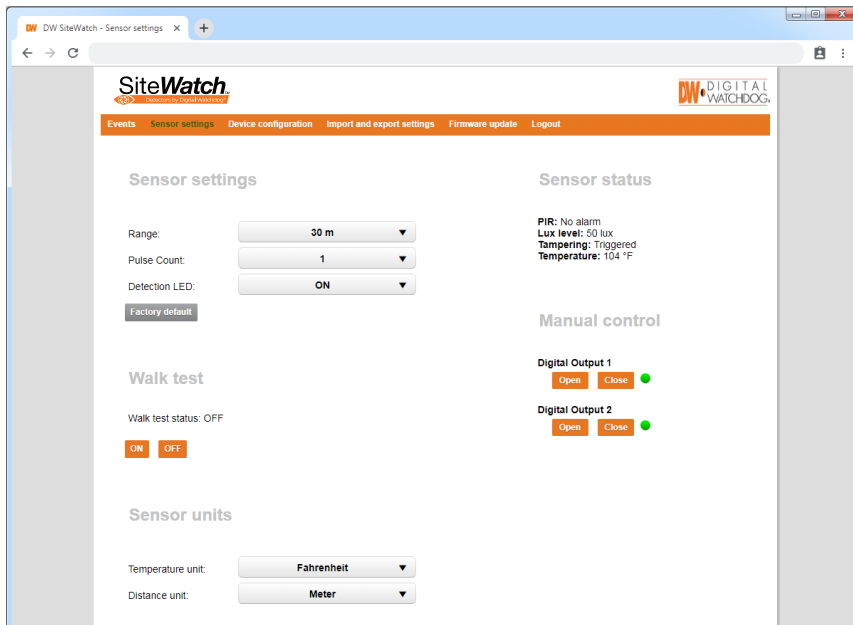 DW SiteWatch - Sensor settings
SiteWatch
Detectors by Digital Watchdog
DW DIGITAL
WATCHDOG
Events Sensor settings Device configuration Import and export settings Firmware update Logout
Sensor settings
Range: 30 m
Pulse Count: 1
Detection LED: ON
Factory default
Walk test
Walk test status: OFF
ON OFF
Sensor units
Temperature unit: Fahrenheit
Distance unit: Meter
Sensor status
PIR: No alarm
Lux level: 50 lux
Tampering: Triggered
Temperature: 104 °F
Manual control
Digital Output 1
Open Close
Digital Output 2
Open Close